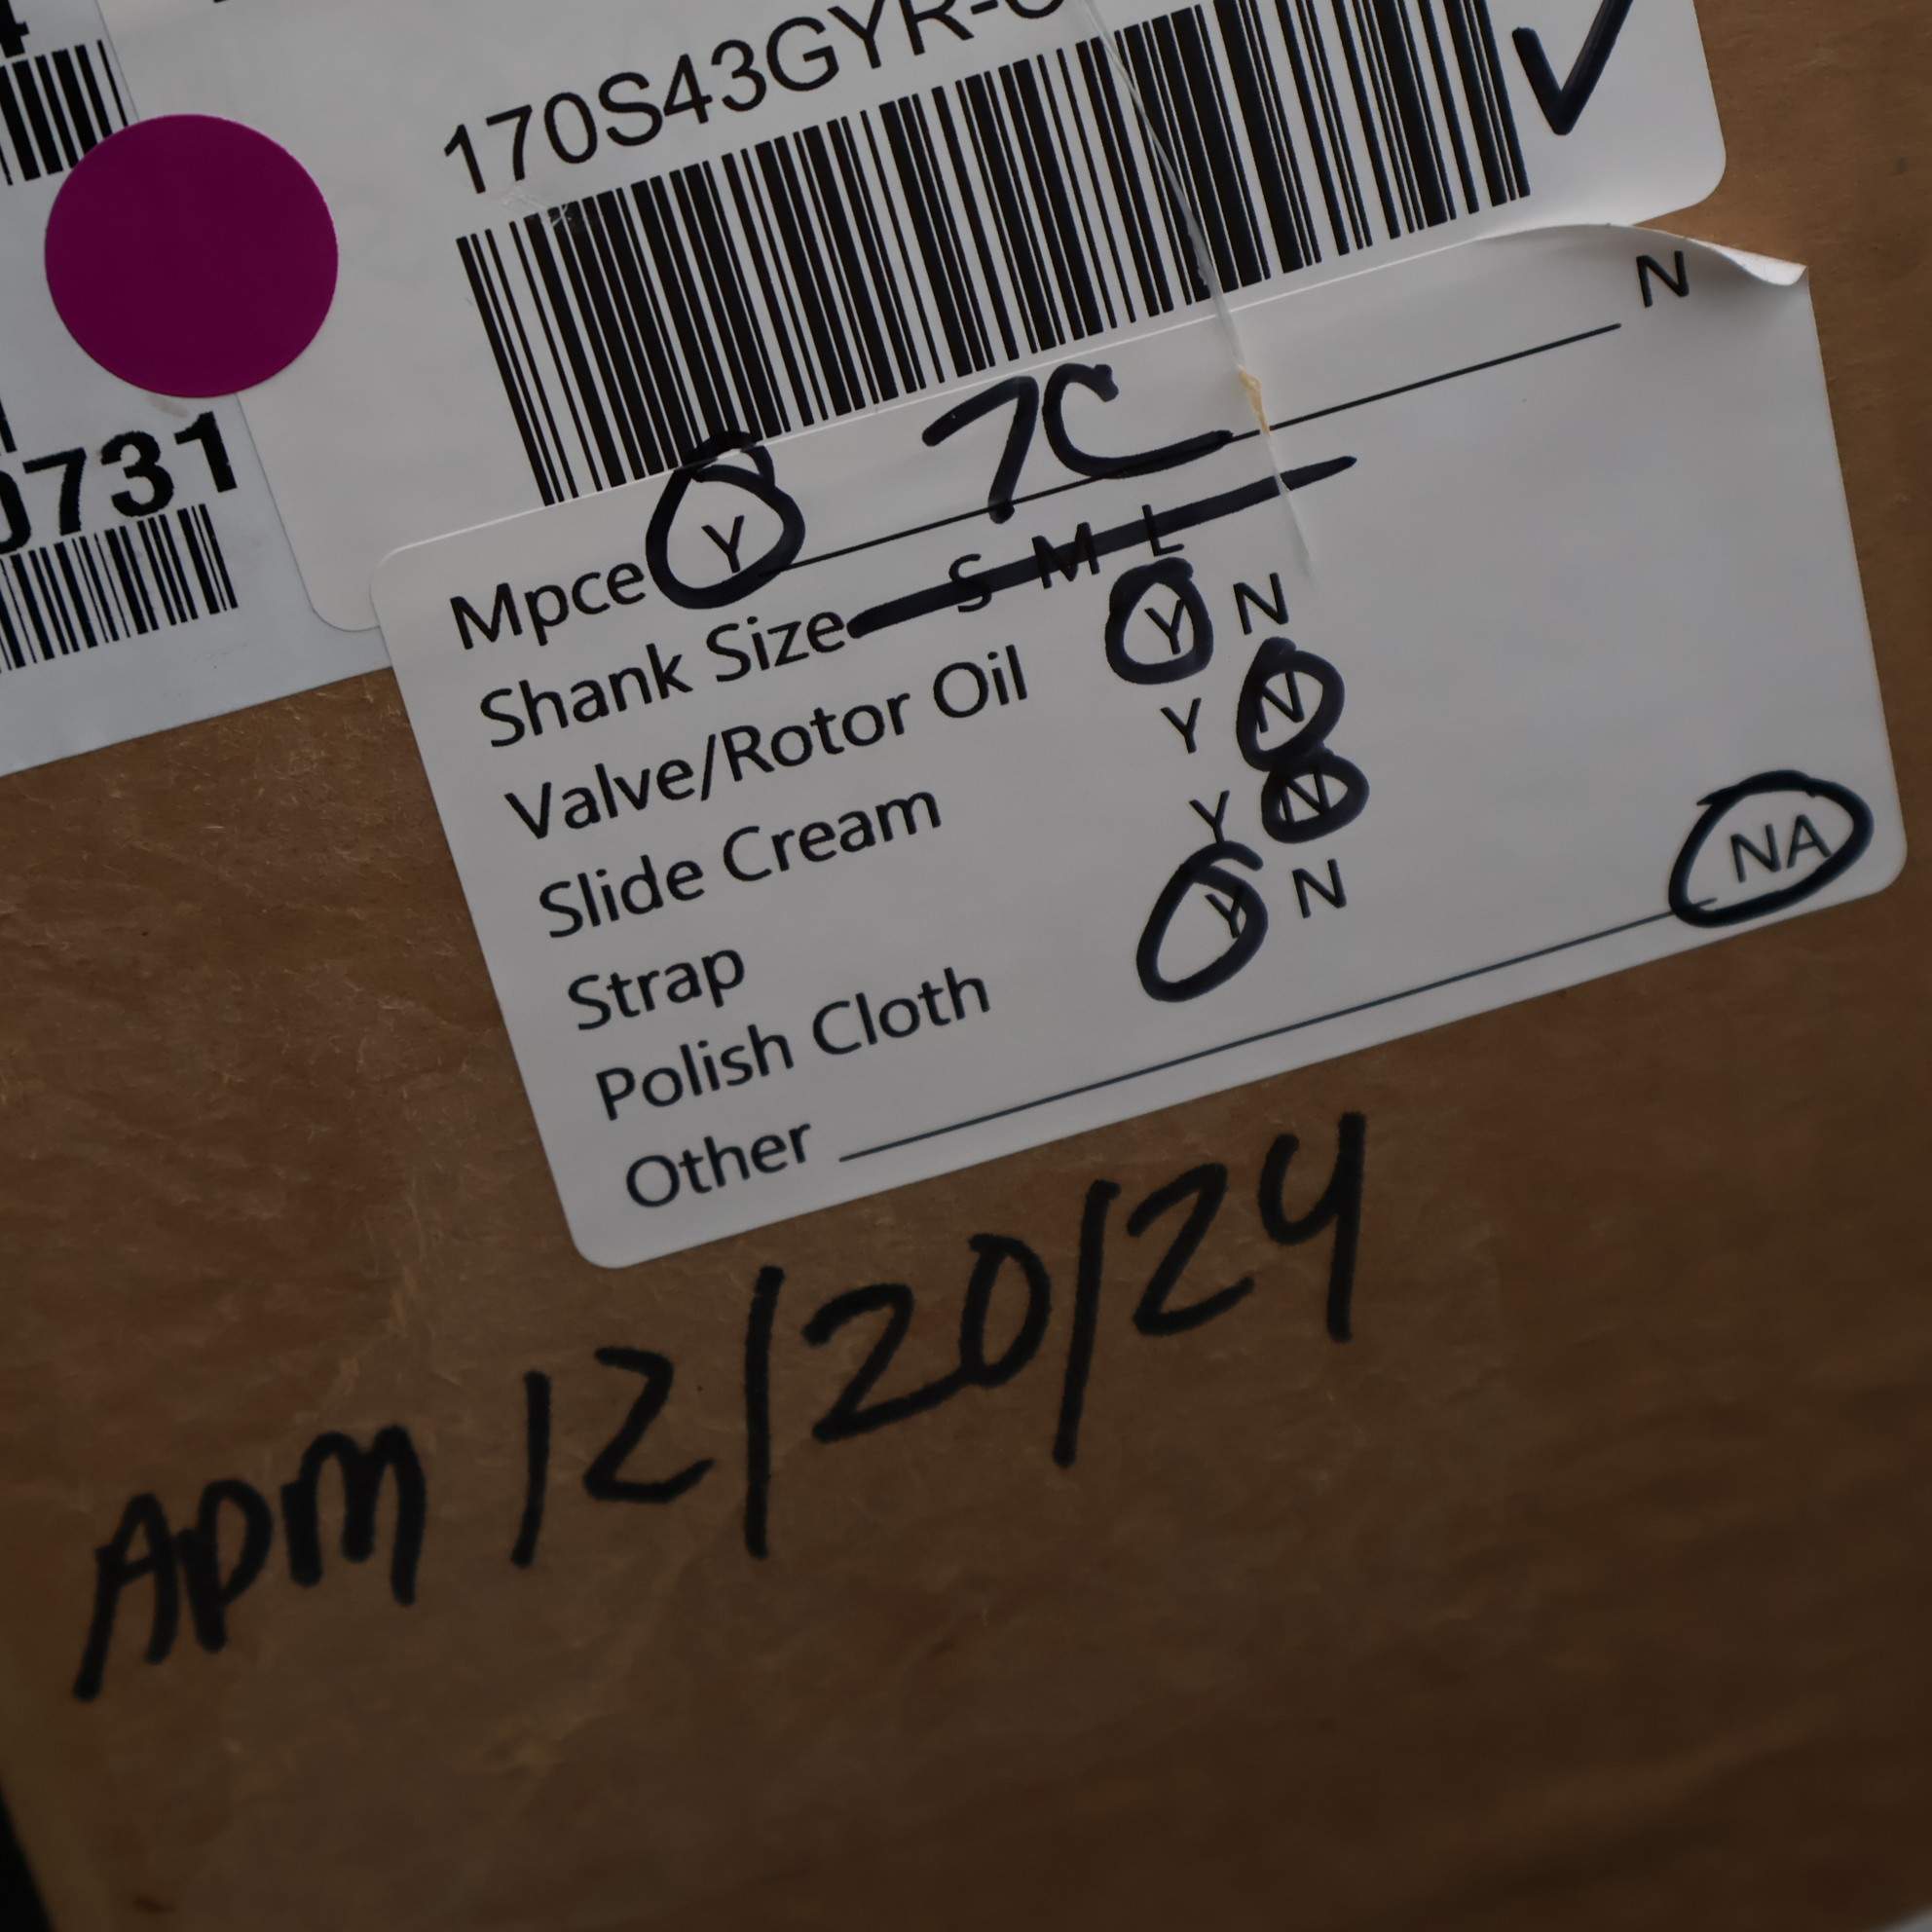 170S43GYR-
0731
Mpce Y 7C N
Shank Size S M L
Valve/Rotor Oil Y N
Slide Cream Y N
Strap Y N
Polish Cloth Y N
Other NA
APM 12/20/24